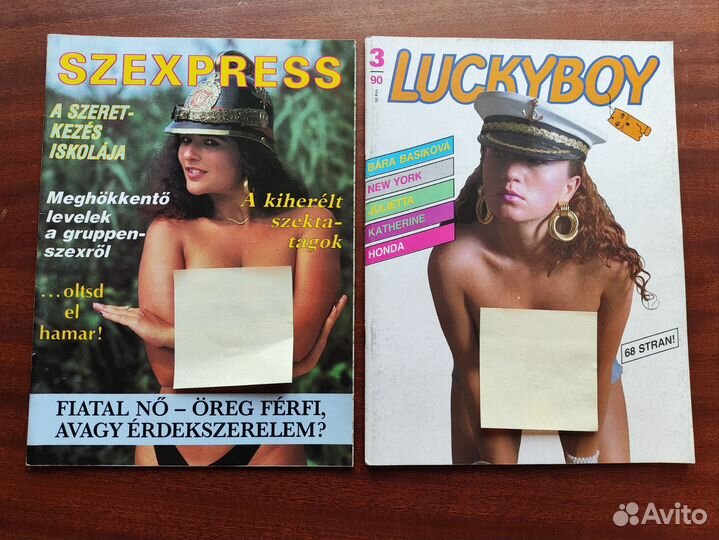 SZEXPRESS
A SZERET-
KEZÉS
ISKOLÁJA
Meghökkentő
levelek
a gruppen-
szexről
A kiherélt
szekta-
tagok
...oltsd
el
hamar!
FIATAL NŐ – ÖREG FÉRFI,
AVAGY ÉRDEKSZERELEM?
3
90
LUCKYBOY
BÁRA BASIKOVÁ
NEW YORK
JULIETTA
KATHERINE
HONDA
68 STRAN!
Avito